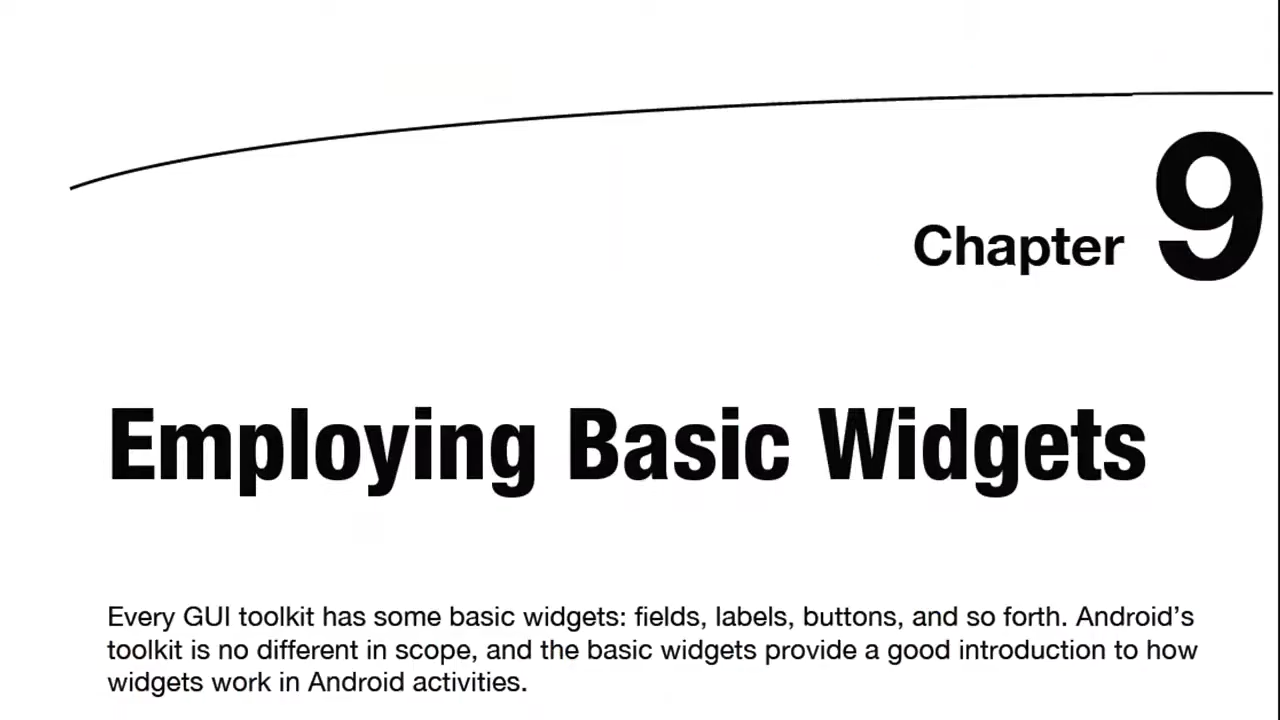 Chapter 9
Employing Basic Widgets
Every GUI toolkit has some basic widgets: fields, labels, buttons, and so forth. Android’s
toolkit is no different in scope, and the basic widgets provide a good introduction to how
widgets work in Android activities.